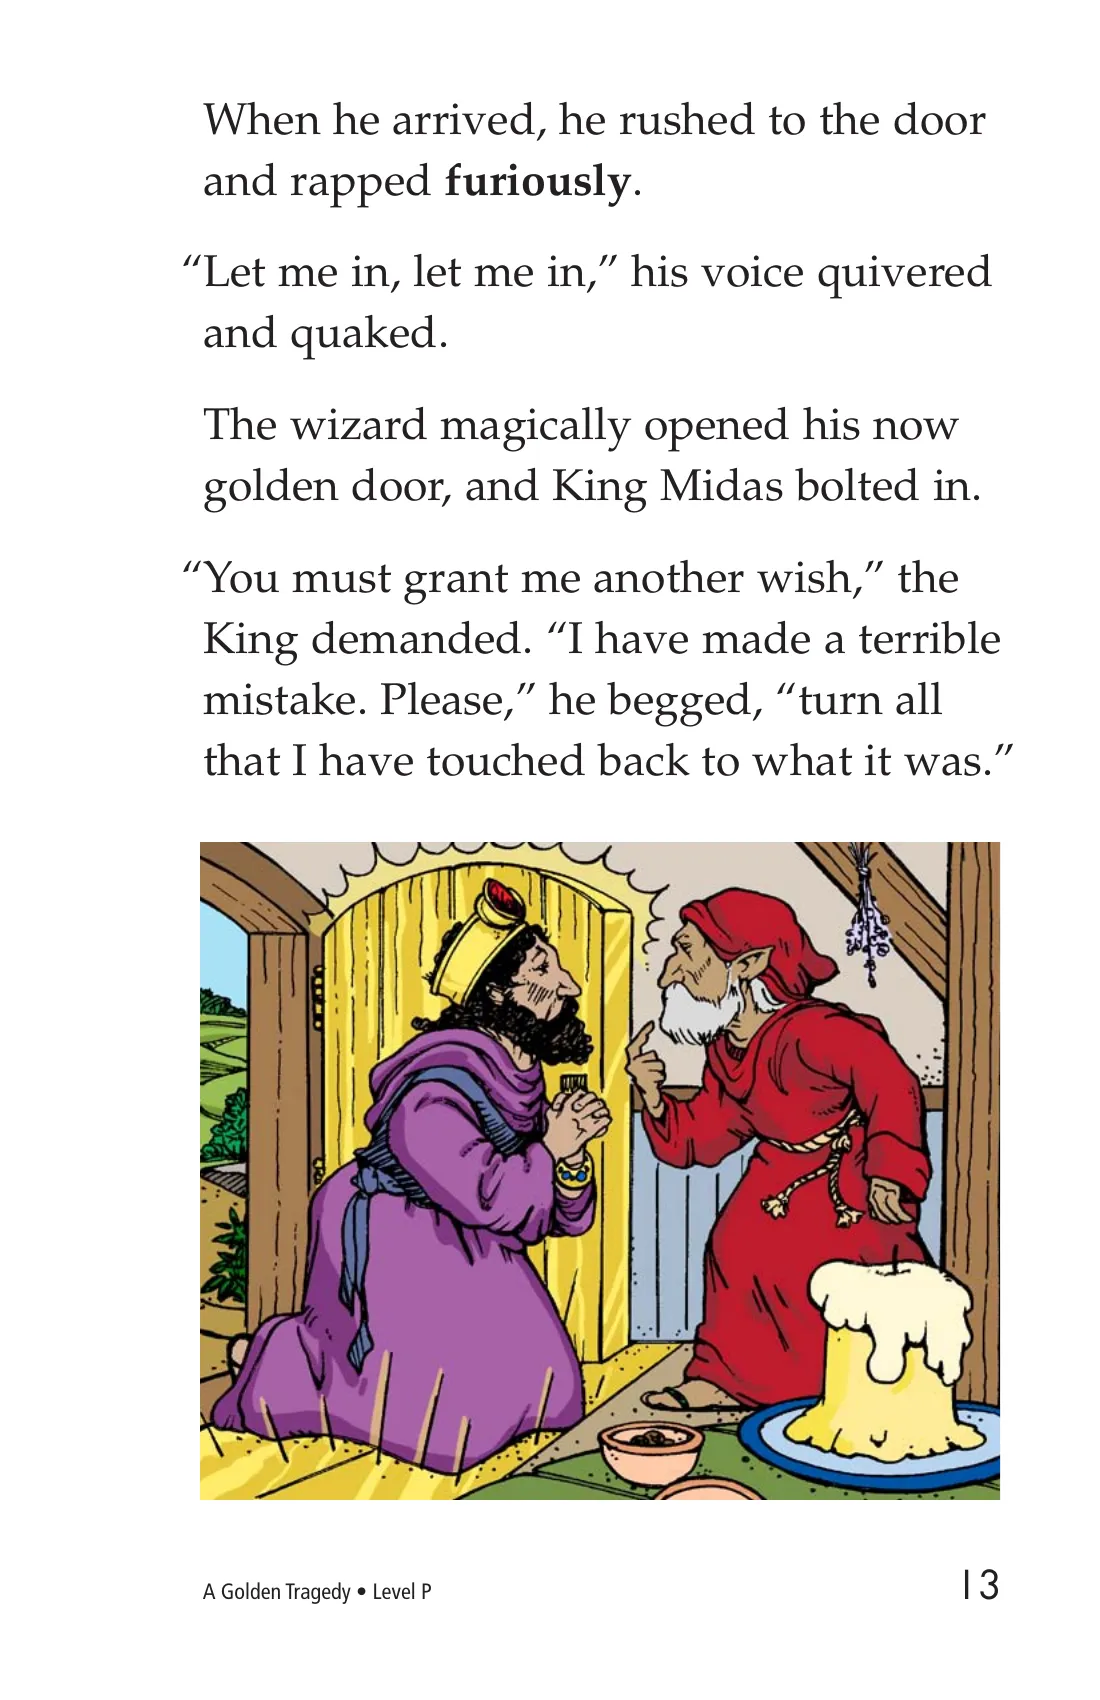 When he arrived, he rushed to the door
and rapped furiously.
“Let me in, let me in,” his voice quivered
and quaked.
The wizard magically opened his now
golden door, and King Midas bolted in.
“You must grant me another wish,” the
King demanded. “I have made a terrible
mistake. Please,” he begged, “turn all
that I have touched back to what it was.”
A Golden Tragedy • Level P
13